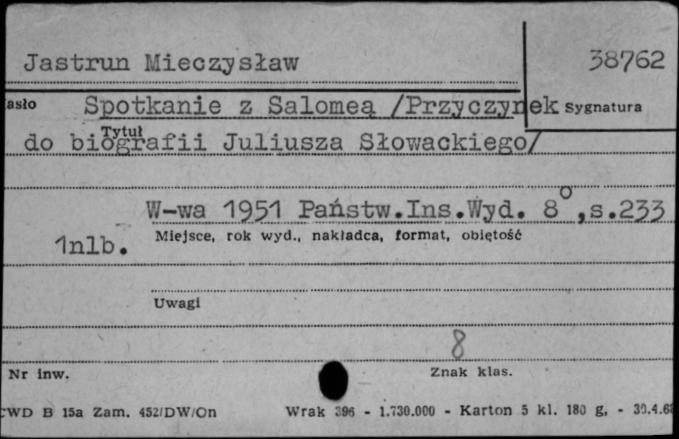 Jastrun Mieczysław 38762
asło Spotkanie z Salomeą /Przyczynek Sygnatura
Tytuł
do biografii Juliusza Słowackiego/
W-wa 1951 Państw.Ins.Wyd. 8°,s.233
1nlb. Miejsce, rok wyd., nakładca, format, objętość
Uwagi
8
Nr inw. Znak klas.
CWD B 15a Zam. 452/DW/On Wrak 396 - 1.730.000 - Karton 5 kl. 180 g, - 30.4.68